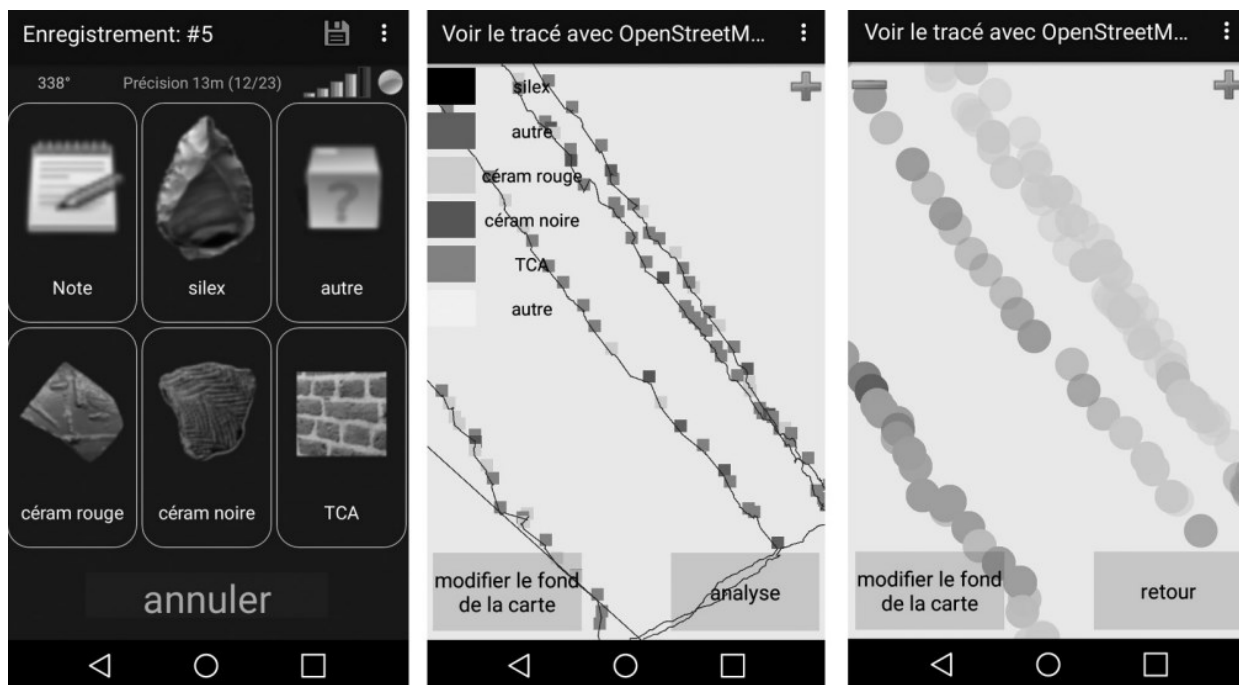 Enregistrement: #5
338° Précision 13m (12/23)
Note silex autre
céram rouge céram noire TCA
annuler
Voir le tracé avec OpenStreetM...
silex
autre
céram rouge
céram noire
TCA
autre
modifier le fond
de la carte
analyse
Voir le tracé avec OpenStreetM...
modifier le fond
de la carte
retour